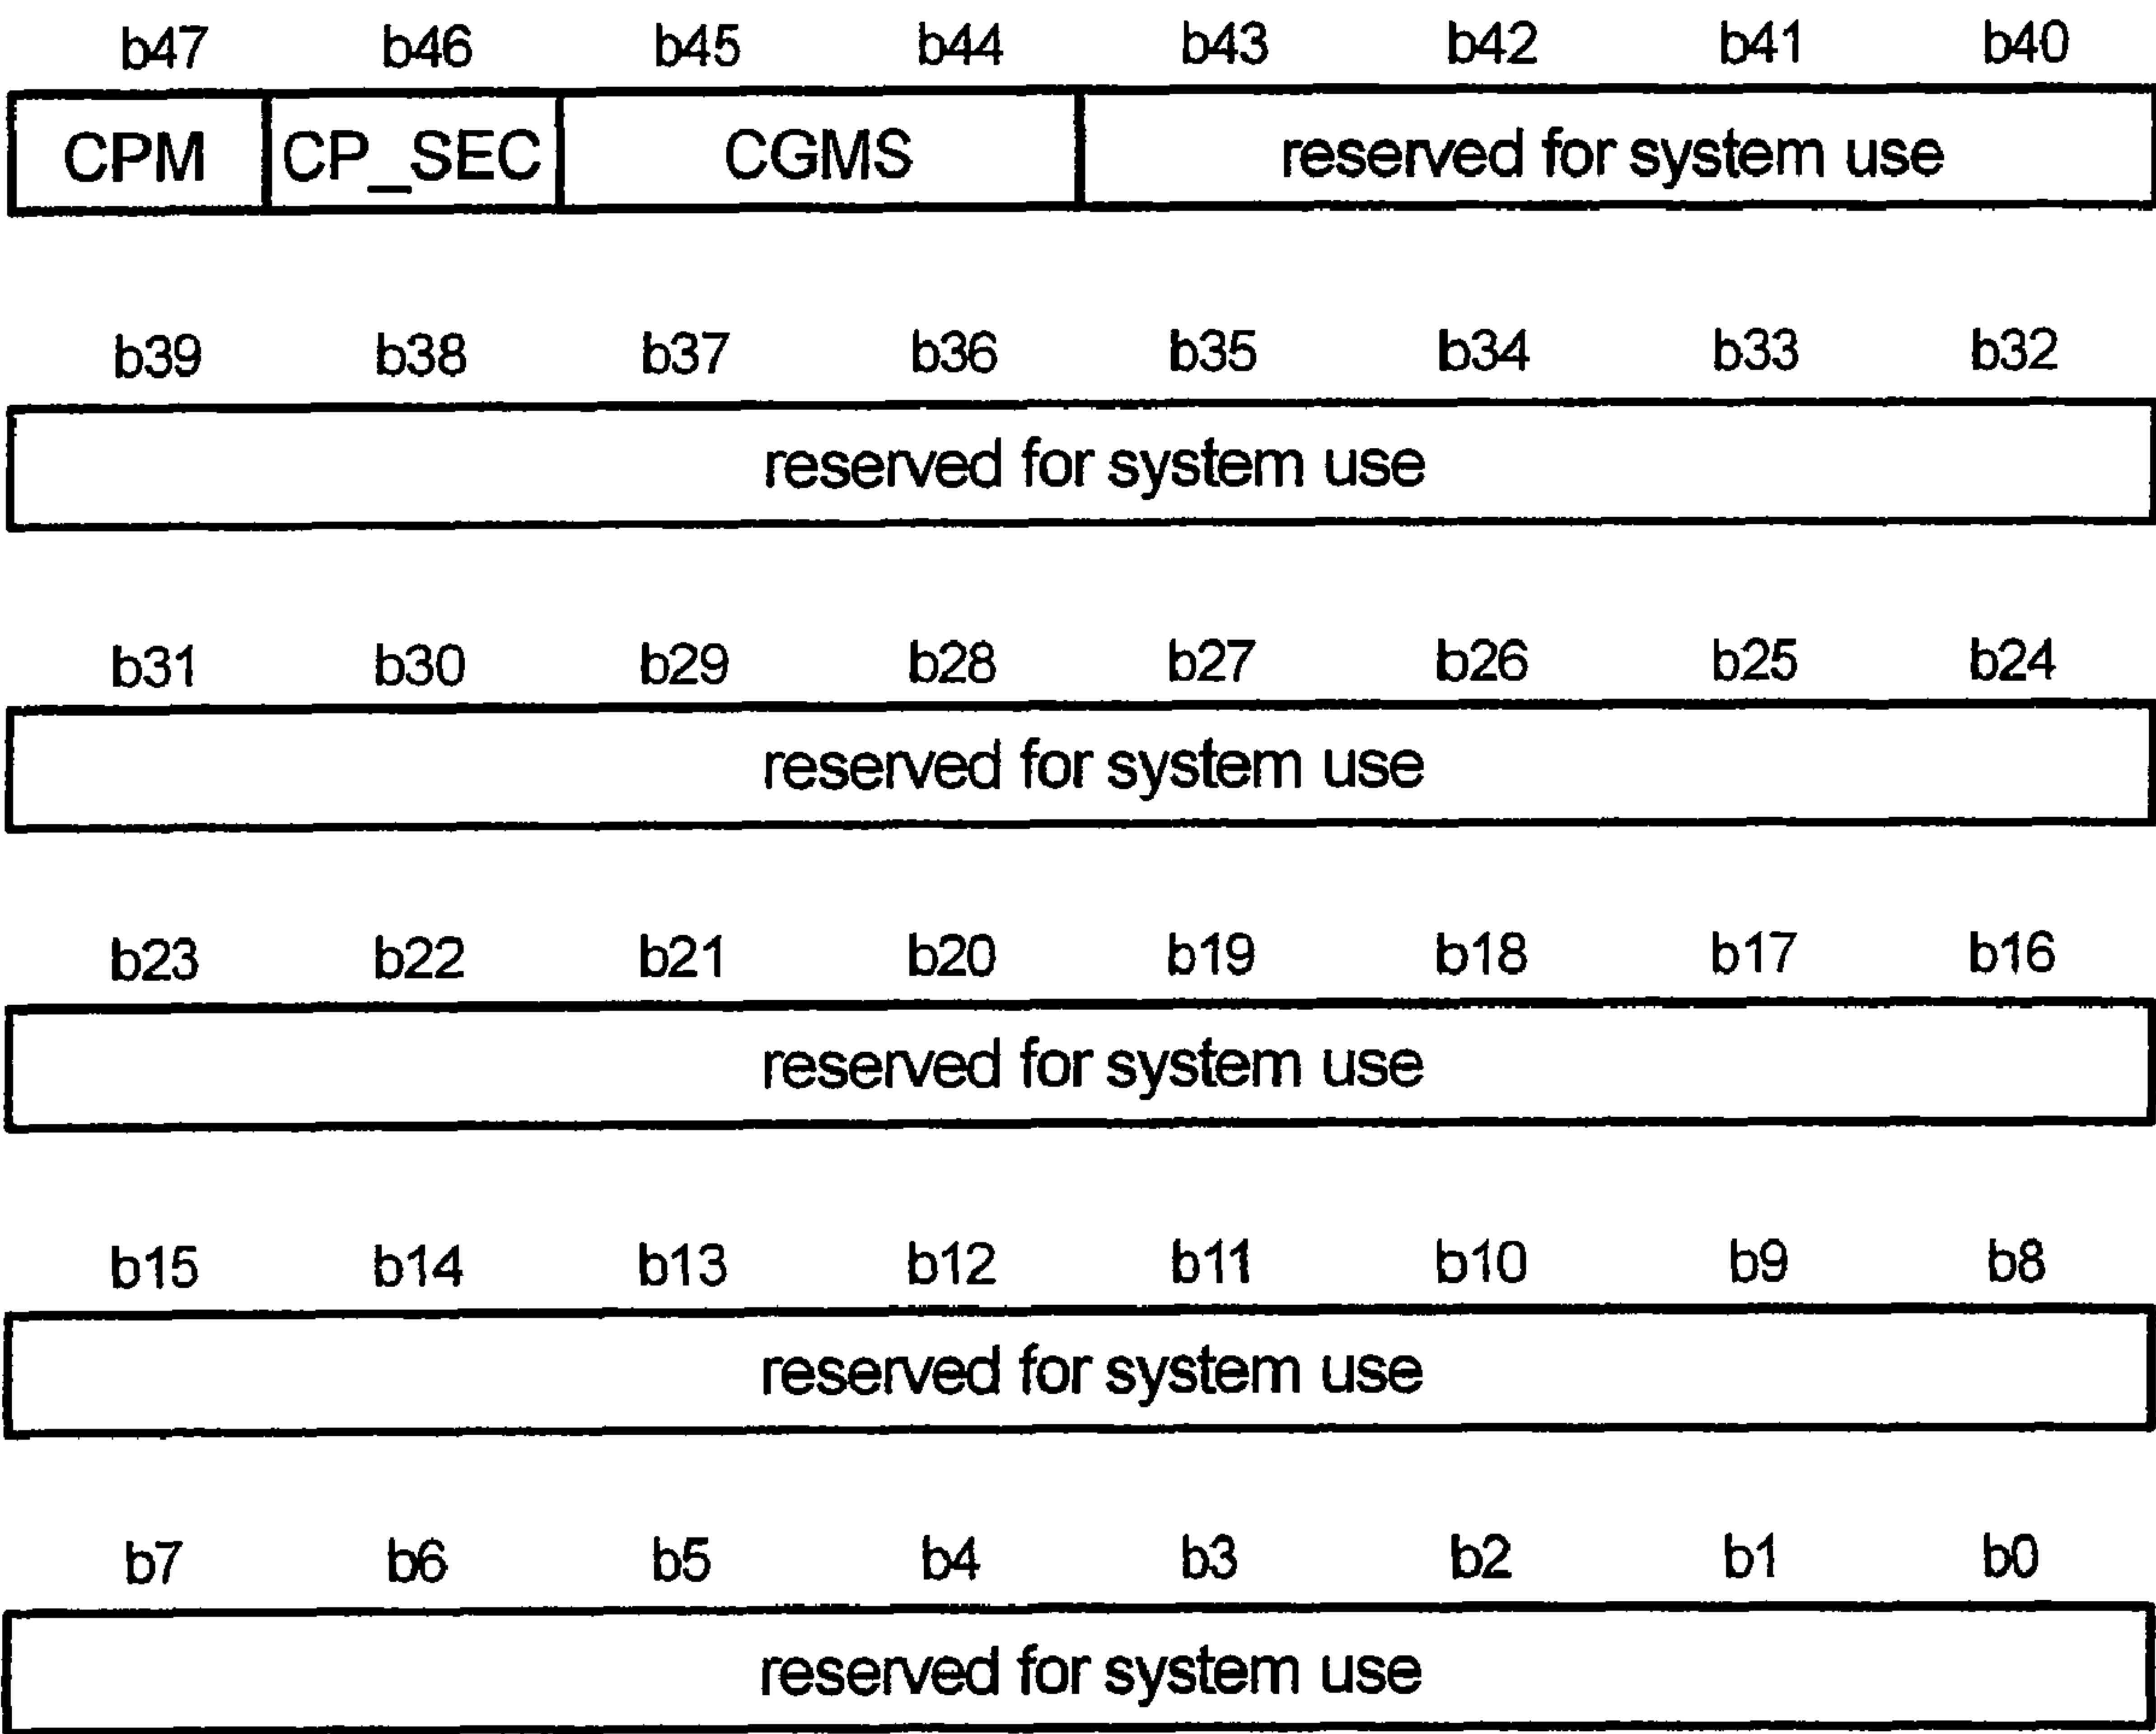 b47 b46 b45 b44 b43 b42 b41 b40
CPM CP_SEC CGMS reserved for system use
b39 b38 b37 b36 b35 b34 b33 b32
reserved for system use
b31 b30 b29 b28 b27 b26 b25 b24
reserved for system use
b23 b22 b21 b20 b19 b18 b17 b16
reserved for system use
b15 b14 b13 b12 b11 b10 b9 b8
reserved for system use
b7 b6 b5 b4 b3 b2 b1 b0
reserved for system use